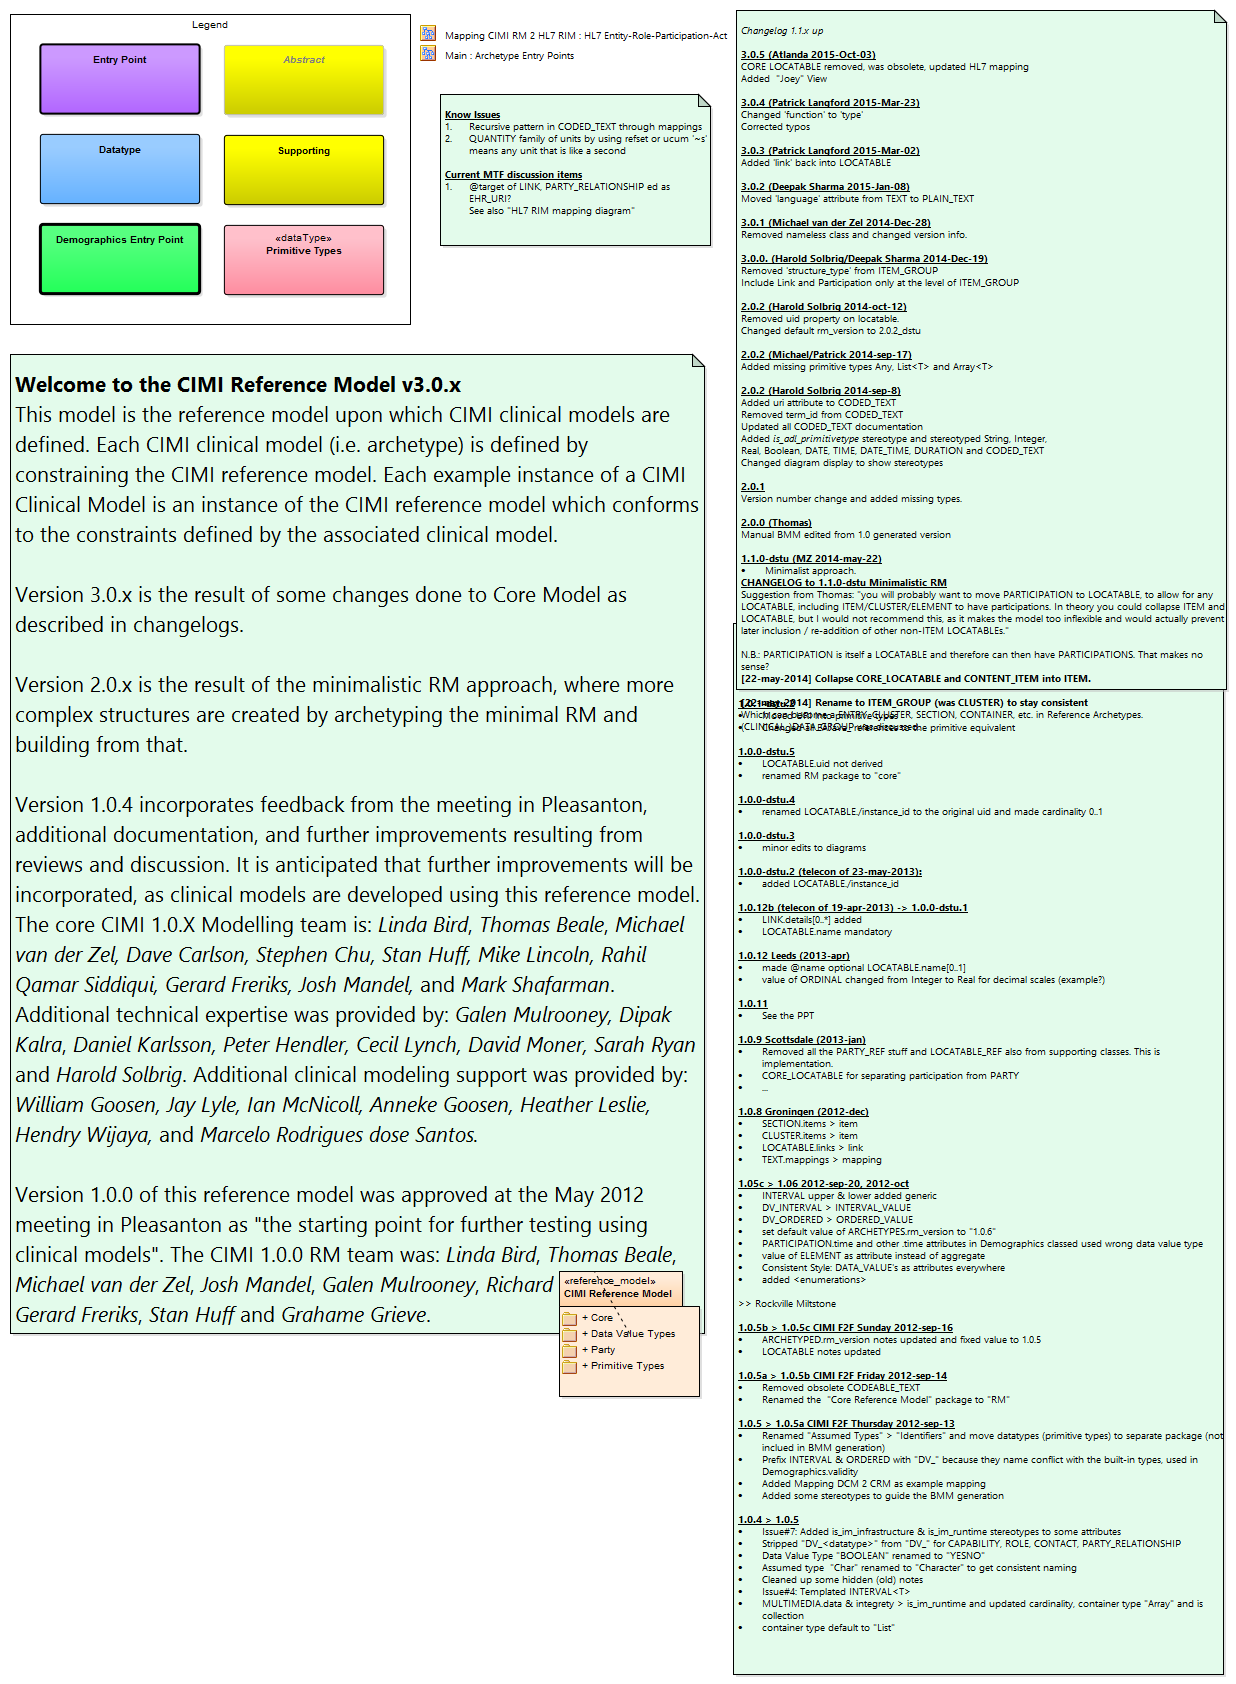 Legend
Entry Point
Abstract
Datatype
Supporting
Demographics Entry Point
«dataType»
Primitive Types
Mapping CIMI RM 2 HL7 RIM : HL7 Entity-Role-Participation-Act
Main : Archetype Entry Points
Know Issues
1. Recursive pattern in CODED_TEXT through mappings
2. QUANTITY family of units by using refset or ucum '~s'
means any unit that is like a second
Current MTF discussion items
1. @target of LINK, PARTY_RELATIONSHIP ed as
EHR_URI?
See also "HL7 RIM mapping diagram"
Welcome to the CIMI Reference Model v3.0.x
This model is the reference model upon which CIMI clinical models are
defined. Each CIMI clinical model (i.e. archetype) is defined by
constraining the CIMI reference model. Each example instance of a CIMI
Clinical Model is an instance of the CIMI reference model which conforms
to the constraints defined by the associated clinical model.
Version 3.0.x is the result of some changes done to Core Model as
described in changelogs.
Version 2.0.x is the result of the minimalistic RM approach, where more
complex structures are created by archetyping the minimal RM and
building from that.
Version 1.0.4 incorporates feedback from the meeting in Pleasanton,
additional documentation, and further improvements resulting from
reviews and discussion. It is anticipated that further improvements will be
incorporated, as clinical models are developed using this reference model.
The core CIMI 1.0.X Modelling team is: Linda Bird, Thomas Beale, Michael
van der Zel, Dave Carlson, Stephen Chu, Stan Huff, Mike Lincoln, Rahil
Qamar Siddiqui, Gerard Freriks, Josh Mandel, and Mark Shafarman.
Additional technical expertise was provided by: Galen Mulrooney, Dipak
Kalra, Daniel Karlsson, Peter Hendler, Cecil Lynch, David Moner, Sarah Ryan
and Harold Solbrig. Additional clinical modeling support was provided by:
William Goosen, Jay Lyle, Ian McNicoll, Anneke Goosen, Heather Leslie,
Hendry Wijaya, and Marcelo Rodrigues dose Santos.
Version 1.0.0 of this reference model was approved at the May 2012
meeting in Pleasanton as "the starting point for further testing using
clinical models". The CIMI 1.0.0 RM team was: Linda Bird, Thomas Beale,
Michael van der Zel, Josh Mandel, Galen Mulrooney, Richard
Gerard Freriks, Stan Huff and Grahame Grieve.
«reference_model»
CIMI Reference Model
+ Core
+ Data Value Types
+ Party
+ Primitive Types
Changelog 1.1.x up
3.0.5 (Atlanda 2015-Oct-03)
CORE LOCATABLE removed, was obsolete, updated HL7 mapping
Added "Joey" View
3.0.4 (Patrick Langford 2015-Mar-23)
Changed 'function' to 'type'
Corrected typos
3.0.3 (Patrick Langford 2015-Mar-02)
Added 'link' back into LOCATABLE
3.0.2 (Deepak Sharma 2015-Jan-08)
Moved 'language' attribute from TEXT to PLAIN_TEXT
3.0.1 (Michael van der Zel 2014-Dec-28)
Removed nameless class and changed version info.
3.0.0. (Harold Solbrig/Deepak Sharma 2014-Dec-19)
Removed 'structure_type' from ITEM_GROUP
Include Link and Participation only at the level of ITEM_GROUP
2.0.2 (Harold Solbrig 2014-oct-12)
Removed uid property on locatable.
Changed default rm_version to 2.0.2_dstu
2.0.2 (Michael/Patrick 2014-sep-17)
Added missing primitive types Any, List<T> and Array<T>
2.0.2 (Harold Solbrig 2014-sep-8)
Added uri attribute to CODED_TEXT
Removed term_id from CODED_TEXT
Updated all CODED_TEXT documentation
Added is_adl_primitivetype stereotype and stereotyped String, Integer,
Real, Boolean, DATE, TIME, DATE_TIME, DURATION and CODED_TEXT
Changed diagram display to show stereotypes
2.0.1
Version number change and added missing types.
2.0.0 (Thomas)
Manual BMM edited from 1.0 generated version
1.1.0-dstu (MZ 2014-may-22)
• Minimalist approach.
CHANGELOG to 1.1.0-dstu Minimalistic RM
Suggestion from Thomas: "you will probably want to move PARTICIPATION to LOCATABLE, to allow for any
LOCATABLE, including ITEM/CLUSTER/ELEMENT to have participations. In theory you could collapse ITEM and
LOCATABLE, but I would not recommend this, as it makes the model too inflexible and would actually prevent
later inclusion / re-addition of other non-ITEM LOCATABLEs."
N.B.: PARTICIPATION is itself a LOCATABLE and therefore can then have PARTICIPATIONS. That makes no
sense?
[22-may-2014] Collapse CORE_LOCATABLE and CONTENT_ITEM into ITEM.
[22-may-2014] Rename to ITEM_GROUP (was CLUSTER) to stay consistent
Which can become ENTRY, CLUSTER, SECTION, CONTAINER, etc. in Reference Archetypes.
the primitive equivalent
1.0.0-dstu.5
• LOCATABLE.uid not derived
• renamed RM package to "core"
1.0.0-dstu.4
• renamed LOCATABLE./instance_id to the original uid and made cardinality 0..1
1.0.0-dstu.3
• minor edits to diagrams
1.0.0-dstu.2 (telecon of 23-may-2013):
• added LOCATABLE./instance_id
1.0.12b (telecon of 19-apr-2013) -> 1.0.0-dstu.1
• LINK.details[0..*] added
• LOCATABLE.name mandatory
1.0.12 Leeds (2013-apr)
• made @name optional LOCATABLE.name[0..1]
• value of ORDINAL changed from Integer to Real for decimal scales (example?)
1.0.11
• See the PPT
1.0.9 Scottsdale (2013-jan)
• Removed all the PARTY_REF stuff and LOCATABLE_REF also from supporting classes. This is
implementation.
• CORE_LOCATABLE for separating participation from PARTY
• ...
1.0.8 Groningen (2012-dec)
• SECTION.items > item
• CLUSTER.items > item
• LOCATABLE.links > link
• TEXT.mappings > mapping
1.05c > 1.06 2012-sep-20, 2012-oct
• INTERVAL upper & lower added generic
• DV_INTERVAL > INTERVAL_VALUE
• DV_ORDERED > ORDERED_VALUE
• set default value of ARCHETYPES.rm_version to "1.0.6"
• PARTICIPATION.time and other .time attributes in Demographics classed used wrong data value type
• value of ELEMENT as attribute instead of aggregate
• Consistent Style: DATA_VALUE's as attributes everywhere
• added <enumerations>
>> Rockville Miltstone
1.0.5b > 1.0.5c CIMI F2F Sunday 2012-sep-16
• ARCHETYPED.rm_version notes updated and fixed value to 1.0.5
• LOCATABLE notes updated
1.0.5a > 1.0.5b CIMI F2F Friday 2012-sep-14
• Removed obsolete CODEABLE_TEXT
• Renamed the "Core Reference Model" package to "RM"
1.0.5 > 1.0.5a CIMI F2F Thursday 2012-sep-13
• Renamed "Assumed Types" > "Identifiers" and move datatypes (primitive types) to separate package (not
inclued in BMM generation)
• Prefix INTERVAL & ORDERED with "DV_" because they name conflict with the built-in types, used in
Demographics.validity
• Added Mapping DCM 2 CRM as example mapping
• Added some stereotypes to guide the BMM generation
1.0.4 > 1.0.5
• Issue#7: Added is_im_infrastructure & is_im_runtime stereotypes to some attributes
• Stripped "DV_<datatype>" from "DV_" for CAPABILITY, ROLE, CONTACT, PARTY_RELATIONSHIP
• Data Value Type "BOOLEAN" renamed to "YESNO"
• Assumed type "Char" renamed to "Character" to get consistent naming
• Cleaned up some hidden (old) notes
• Issue#4: Templated INTERVAL<T>
• MULTIMEDIA.data & integrety > is_im_runtime and updated cardinality, container type "Array" and is
collection
• container type default to "List"